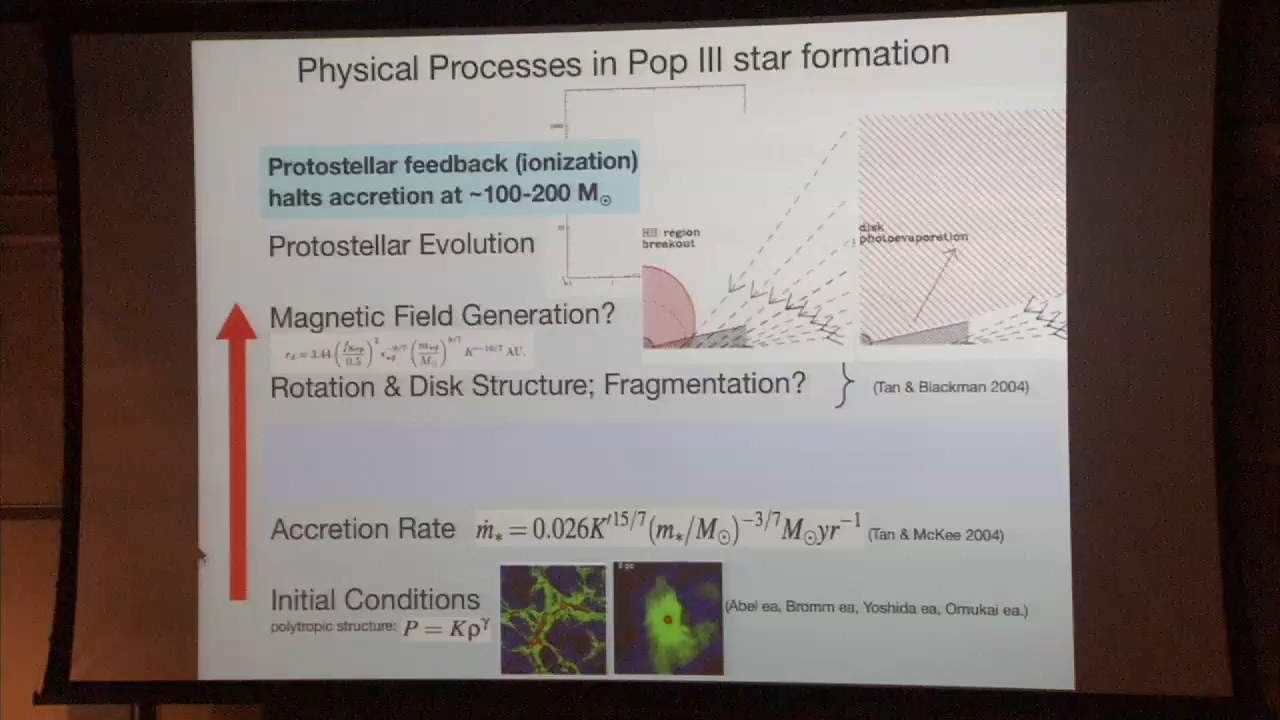 Physical Processes in Pop III star formation
Protostellar feedback (ionization)
halts accretion at ~100-200 M☉
HII region
breakout
disk
photoevaporation
Protostellar Evolution
Magnetic Field Generation?
Rotation & Disk Structure; Fragmentation? } (Tan & Blackman 2004)
Accretion Rate ṁ* = 0.026K′^15/7(m*/M☉)^−3/7M☉yr^−1 (Tan & McKee 2004)
Initial Conditions
(Abel ea, Bromm ea, Yoshida ea, Omukai ea.)
polytropic structure: P = Kρ^γ